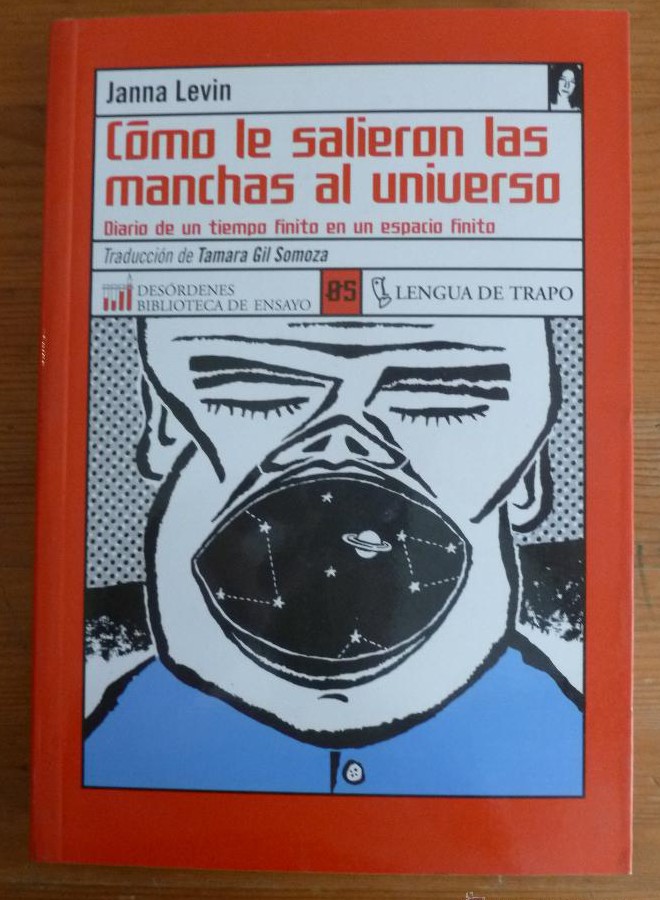 Janna Levin
Cómo le salieron las
manchas al universo
Diario de un tiempo finito en un espacio finito
Traducción de Tamara Gil Somoza
DESÓRDENES
BIBLIOTECA DE ENSAYO
05
LENGUA DE TRAPO